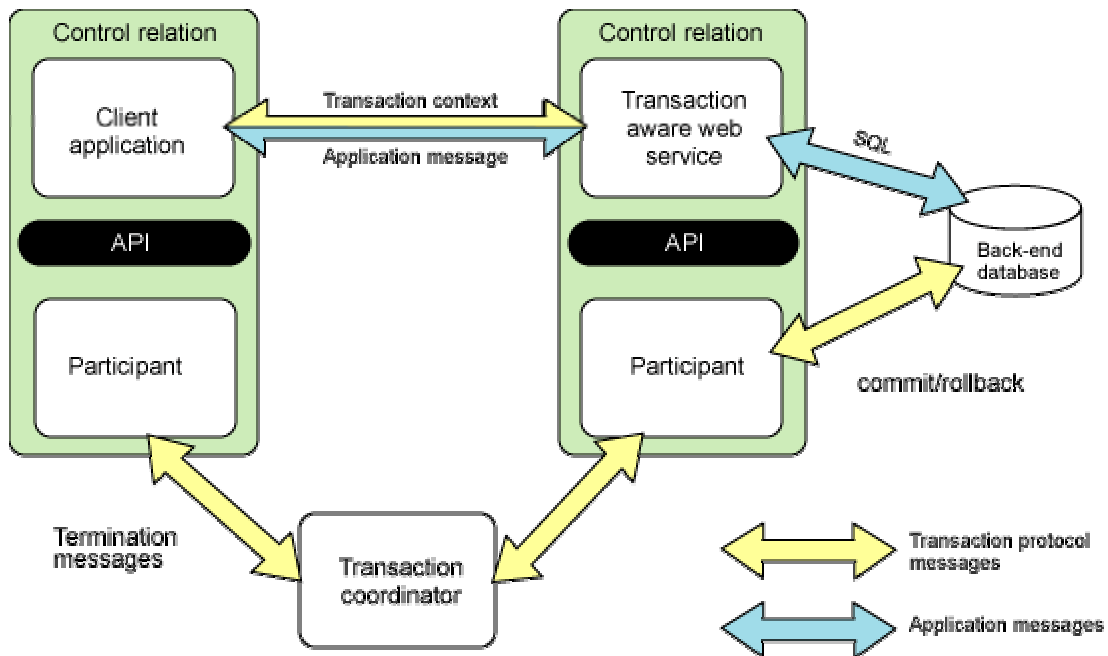 Control relation
Client
application
API
Participant
Transaction context
Application message
Control relation
Transaction
aware web
service
API
Participant
SQL
Back-end
database
commit/rollback
Termination
messages
Transaction
coordinator
Transaction protocol
messages
Application messages